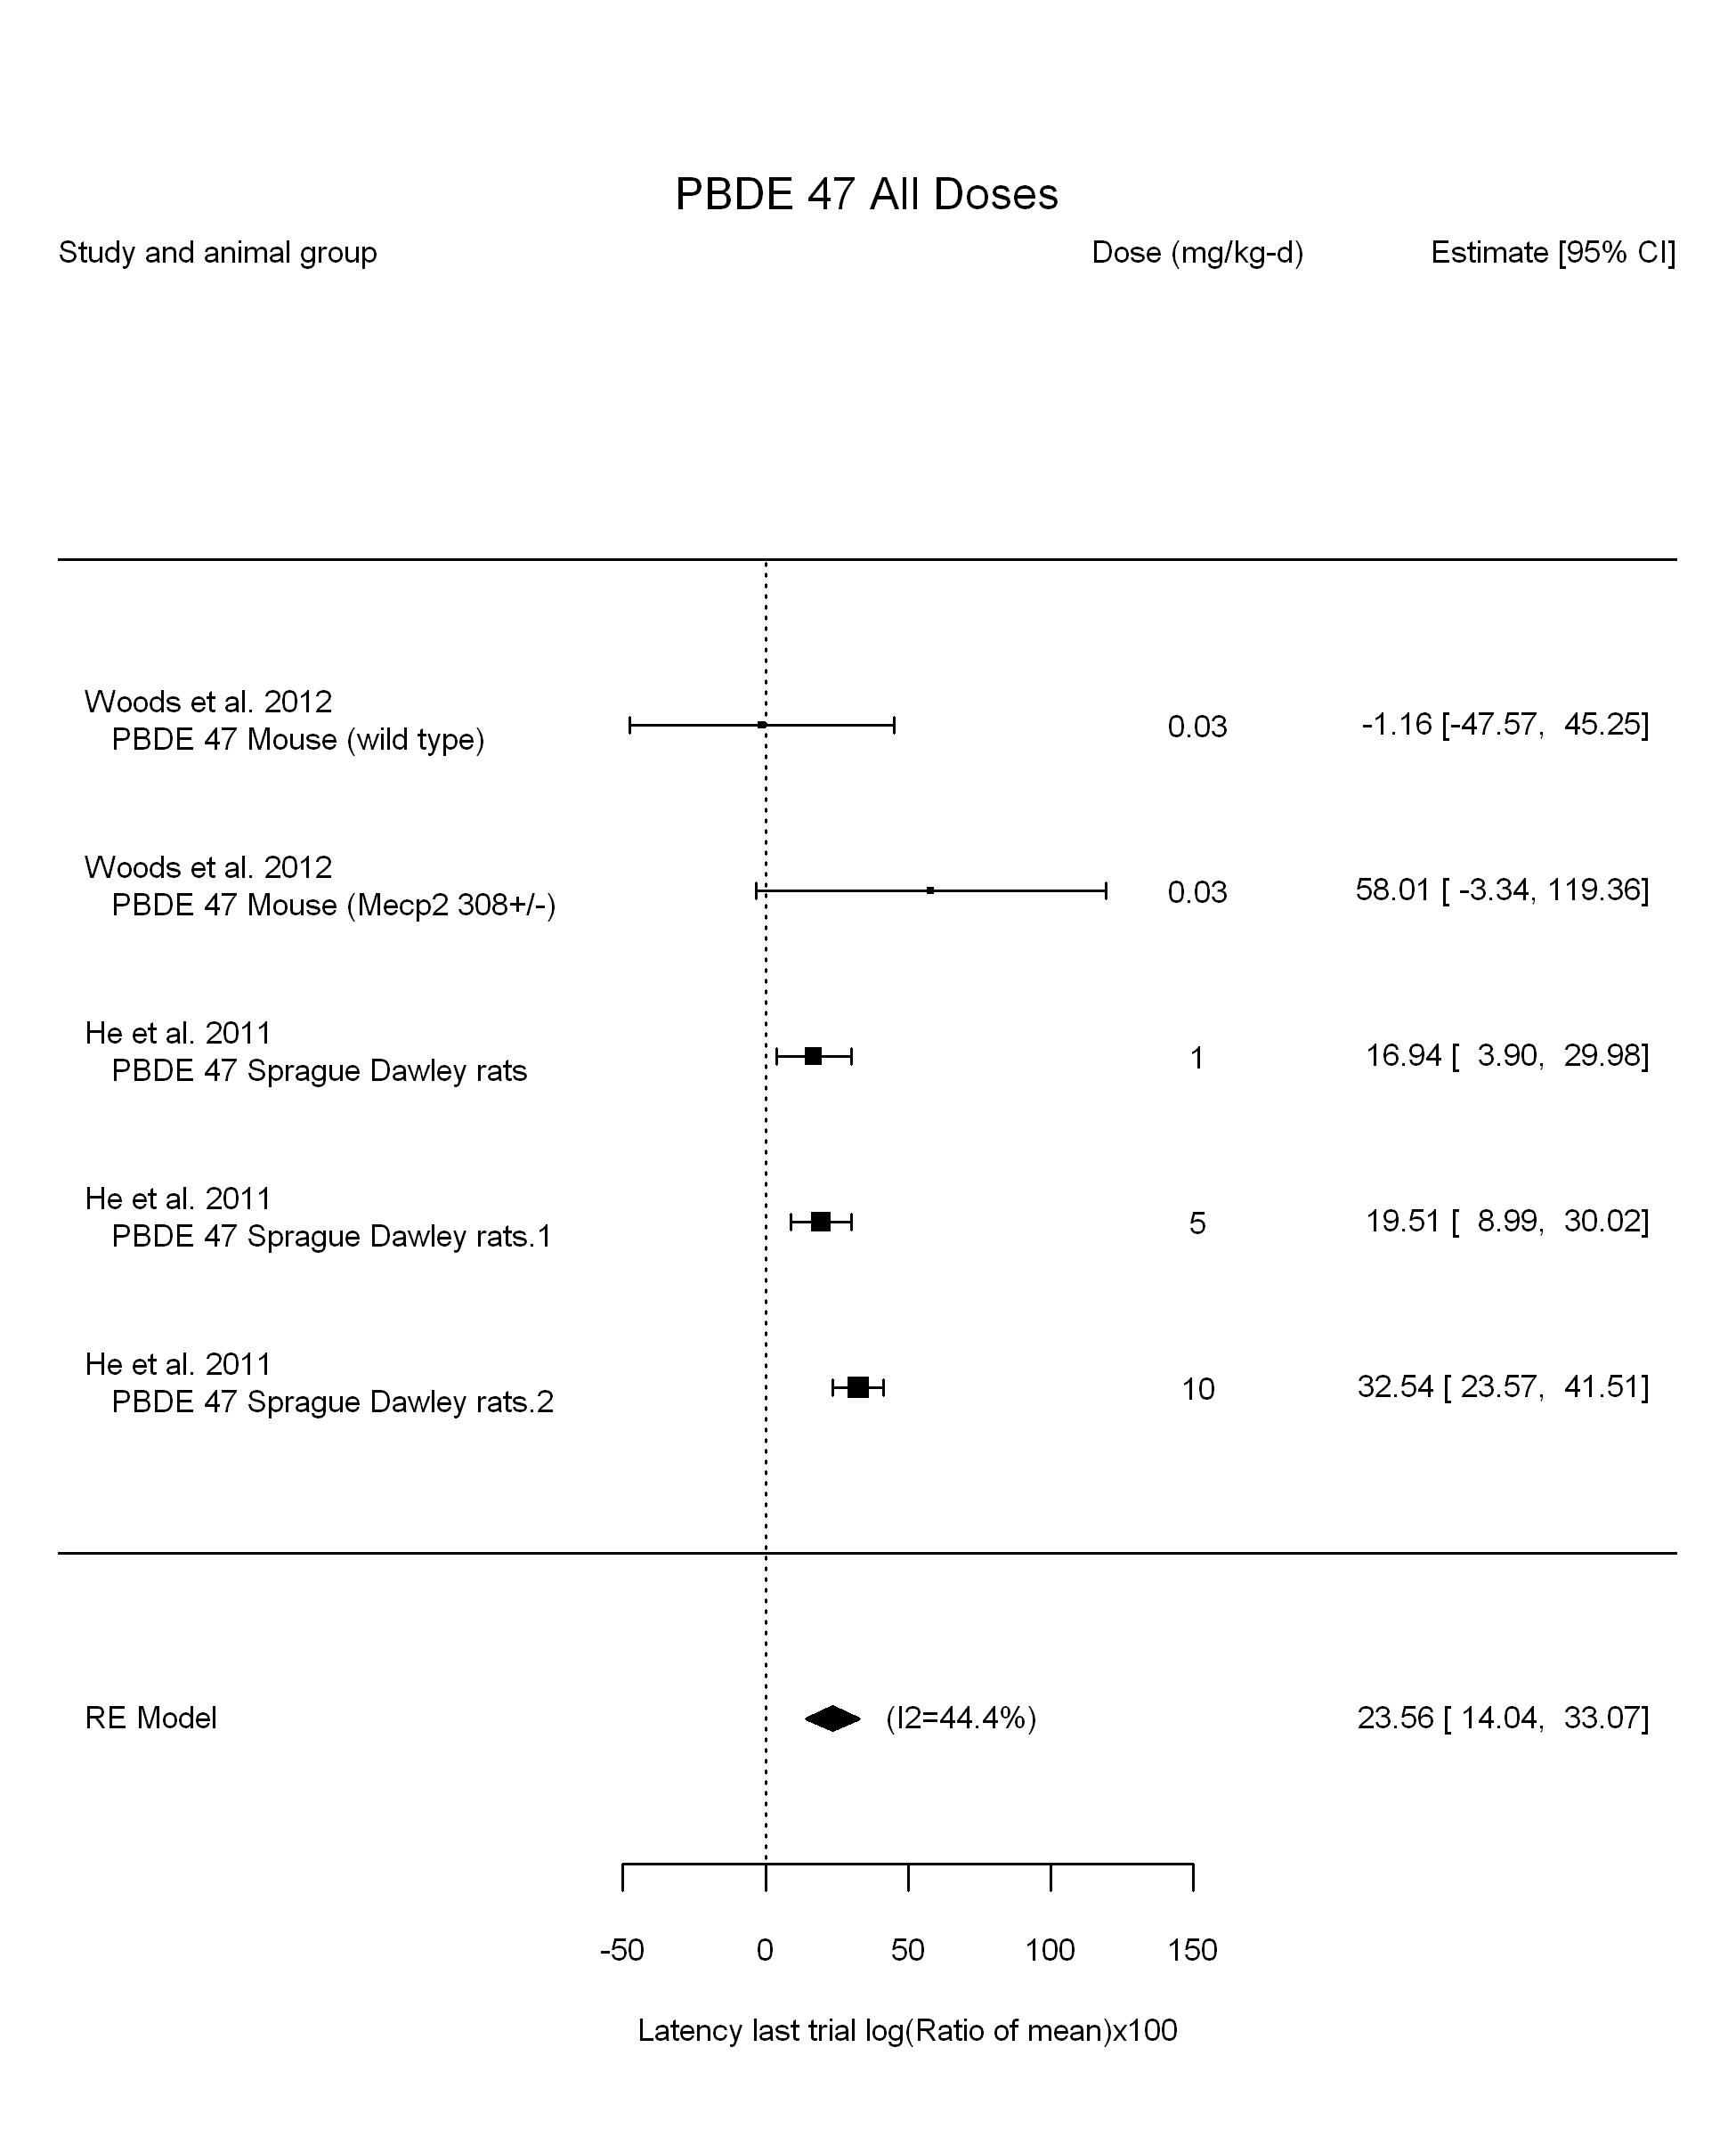 PBDE 47 All Doses
Study and animal group Dose (mg/kg-d) Estimate [95% CI]
Woods et al. 2012
PBDE 47 Mouse (wild type) 0.03 -1.16 [-47.57, 45.25]
Woods et al. 2012
PBDE 47 Mouse (Mecp2 308+/-) 0.03 58.01 [ -3.34, 119.36]
He et al. 2011
PBDE 47 Sprague Dawley rats 1 16.94 [ 3.90, 29.98]
He et al. 2011
PBDE 47 Sprague Dawley rats.1 5 19.51 [ 8.99, 30.02]
He et al. 2011
PBDE 47 Sprague Dawley rats.2 10 32.54 [ 23.57, 41.51]
RE Model (I2=44.4%) 23.56 [ 14.04, 33.07]
-50 0 50 100 150
Latency last trial log(Ratio of mean)x100